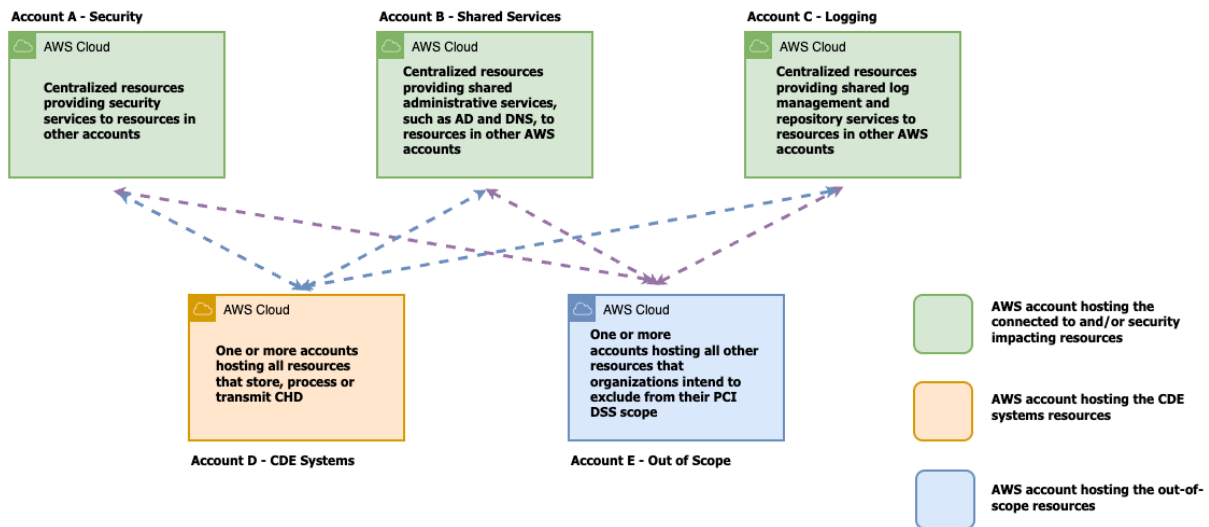 Account A - Security
AWS Cloud
Centralized resources
providing security
services to resources in
other accounts
Account B - Shared Services
AWS Cloud
Centralized resources
providing shared
administrative services,
such as AD and DNS, to
resources in other AWS
accounts
Account C - Logging
AWS Cloud
Centralized resources
providing shared log
management and
repository services to
resources in other AWS
accounts
AWS Cloud
One or more accounts
hosting all resources
that store, process or
transmit CHD
Account D - CDE Systems
AWS Cloud
One or more
accounts hosting all other
resources that
organizations intend to
exclude from their PCI
DSS scope
Account E - Out of Scope
AWS account hosting the
connected to and/or security
impacting resources
AWS account hosting the CDE
systems resources
AWS account hosting the out-of-
scope resources